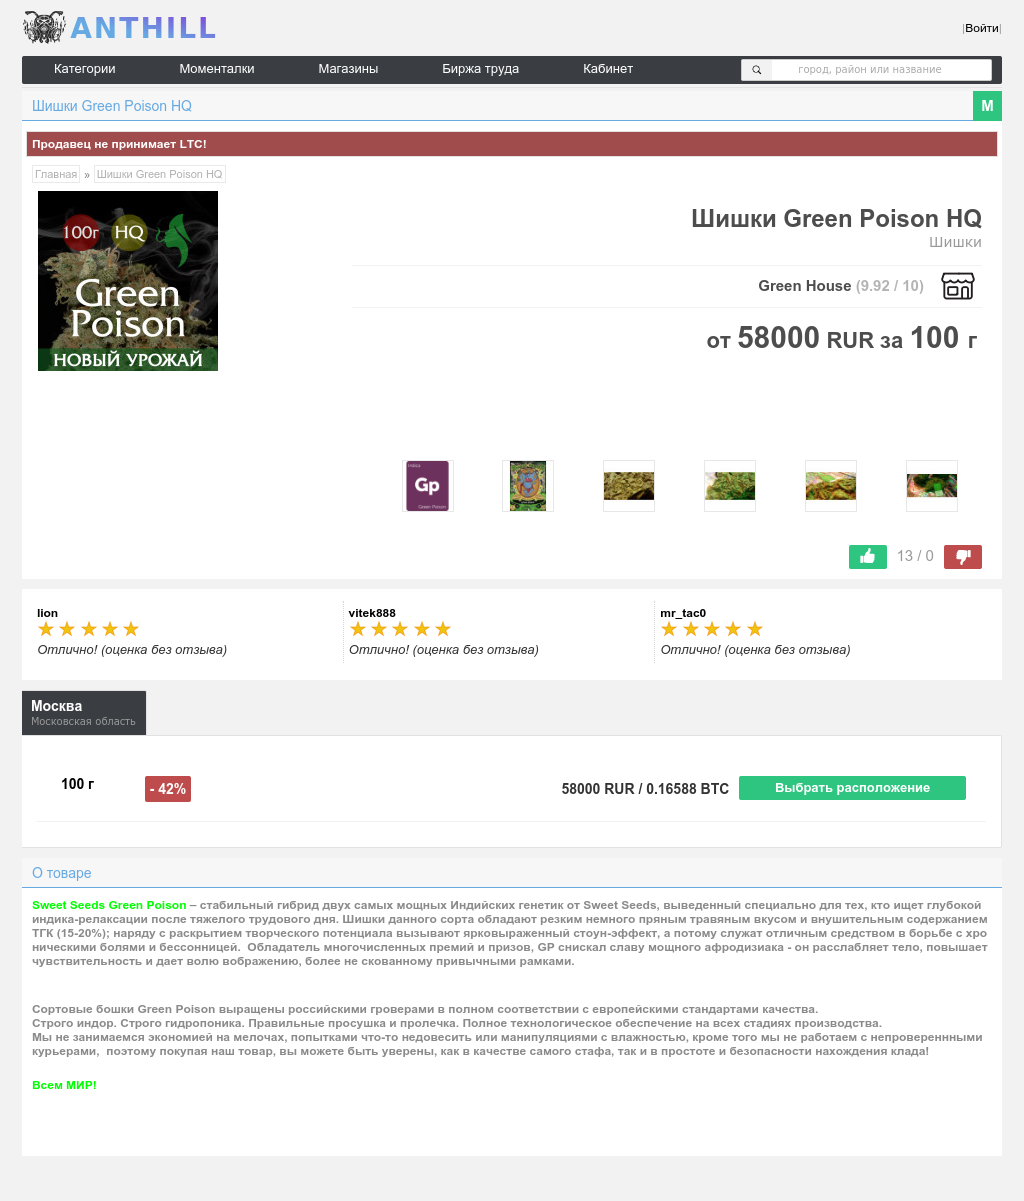 ANTHILL
|Войти|
Категории Моменталки Магазины Биржа труда Кабинет город, район или название
Шишки Green Poison HQ M
Продавец не принимает LTC!
Главная » Шишки Green Poison HQ
100г HQ
Green
Poison
НОВЫЙ УРОЖАЙ
Шишки Green Poison HQ
Шишки
Green House (9.92 / 10)
от 58000 RUR за 100 г
indica
Gp
Green Poison
13 / 0
lion vitek888 mr_tac0
Отлично! (оценка без отзыва) Отлично! (оценка без отзыва) Отлично! (оценка без отзыва)
Москва
Московская область
100 г - 42% 58000 RUR / 0.16588 BTC Выбрать расположение
О товаре
Sweet Seeds Green Poison – стабильный гибрид двух самых мощных Индийских генетик от Sweet Seeds, выведенный специально для тех, кто ищет глубокой
индика-релаксации после тяжелого трудового дня. Шишки данного сорта обладают резким немного пряным травяным вкусом и внушительным содержанием
ТГК (15-20%); наряду с раскрытием творческого потенциала вызывают ярковыраженный стоун-эффект, а потому служат отличным средством в борьбе с хро
ническими болями и бессонницей.  Обладатель многочисленных премий и призов, GP снискал славу мощного афродизиака - он расслабляет тело, повышает
чувствительность и дает волю вображению, более не скованному привычными рамками.
Сортовые бошки Green Poison выращены российскими гроверами в полном соответствии с европейскими стандартами качества.
Строго индор. Строго гидропоника. Правильные просушка и пролечка. Полное технологическое обеспечение на всех стадиях производства.
Мы не занимаемся экономией на мелочах, попытками что-то недовесить или манипуляциями с влажностью, кроме того мы не работаем с непроверенннымиﾠ
курьерами,  поэтому покупая наш товар, вы можете быть уверены, как в качестве самого стафа, так и в простоте и безопасности нахождения клада!
Всем МИР!